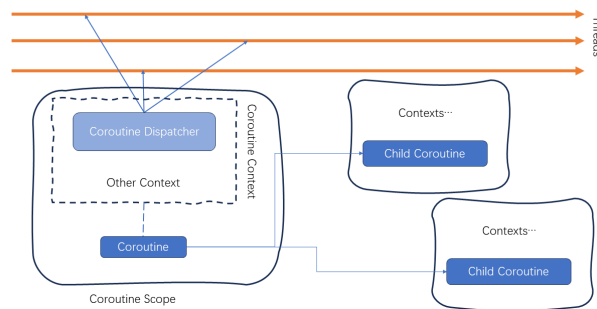 Threads
Coroutine Dispatcher
Other Context
Coroutine Context
Coroutine
Coroutine Scope
Contexts…
Child Coroutine
Contexts…
Child Coroutine